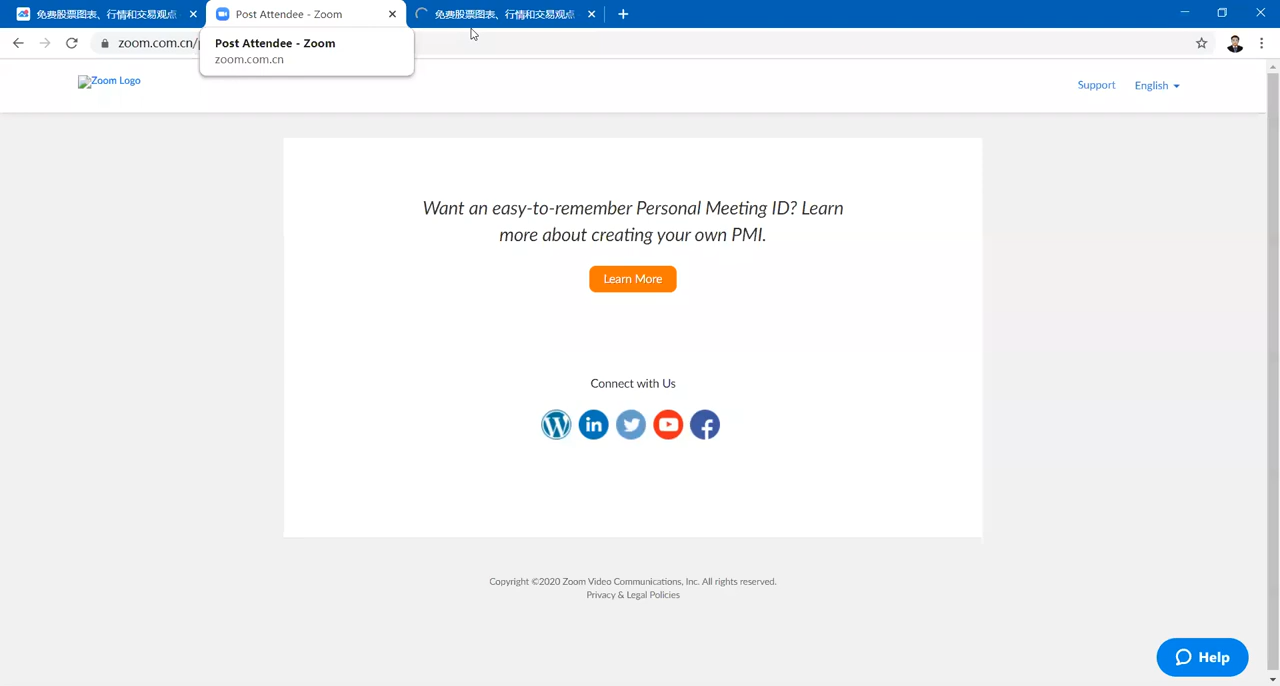 免费股票图表、行情和交易观点
Post Attendee - Zoom
免费股票图表、行情和交易观点
zoom.com.cn/
Post Attendee - Zoom
zoom.com.cn
Zoom Logo
Support
English
Want an easy-to-remember Personal Meeting ID? Learn
more about creating your own PMI.
Learn More
Connect with Us
Copyright ©2020 Zoom Video Communications, Inc. All rights reserved.
Privacy & Legal Policies
Help